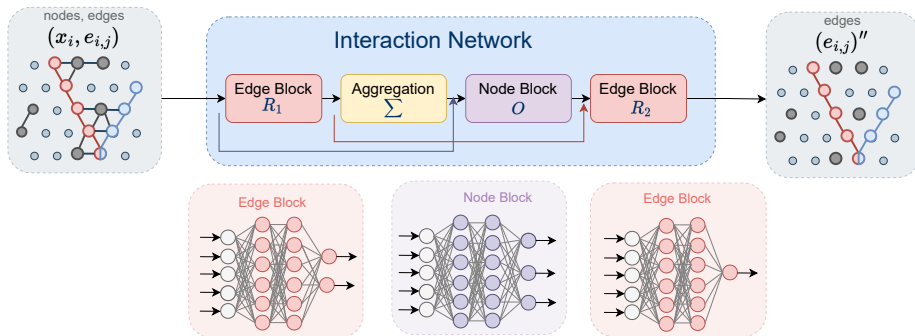 nodes, edges
(x_i, e_{i,j})
Interaction Network
Edge Block
R_1
Aggregation
∑
Node Block
O
Edge Block
R_2
edges
(e_{i,j})''
Edge Block
Node Block
Edge Block